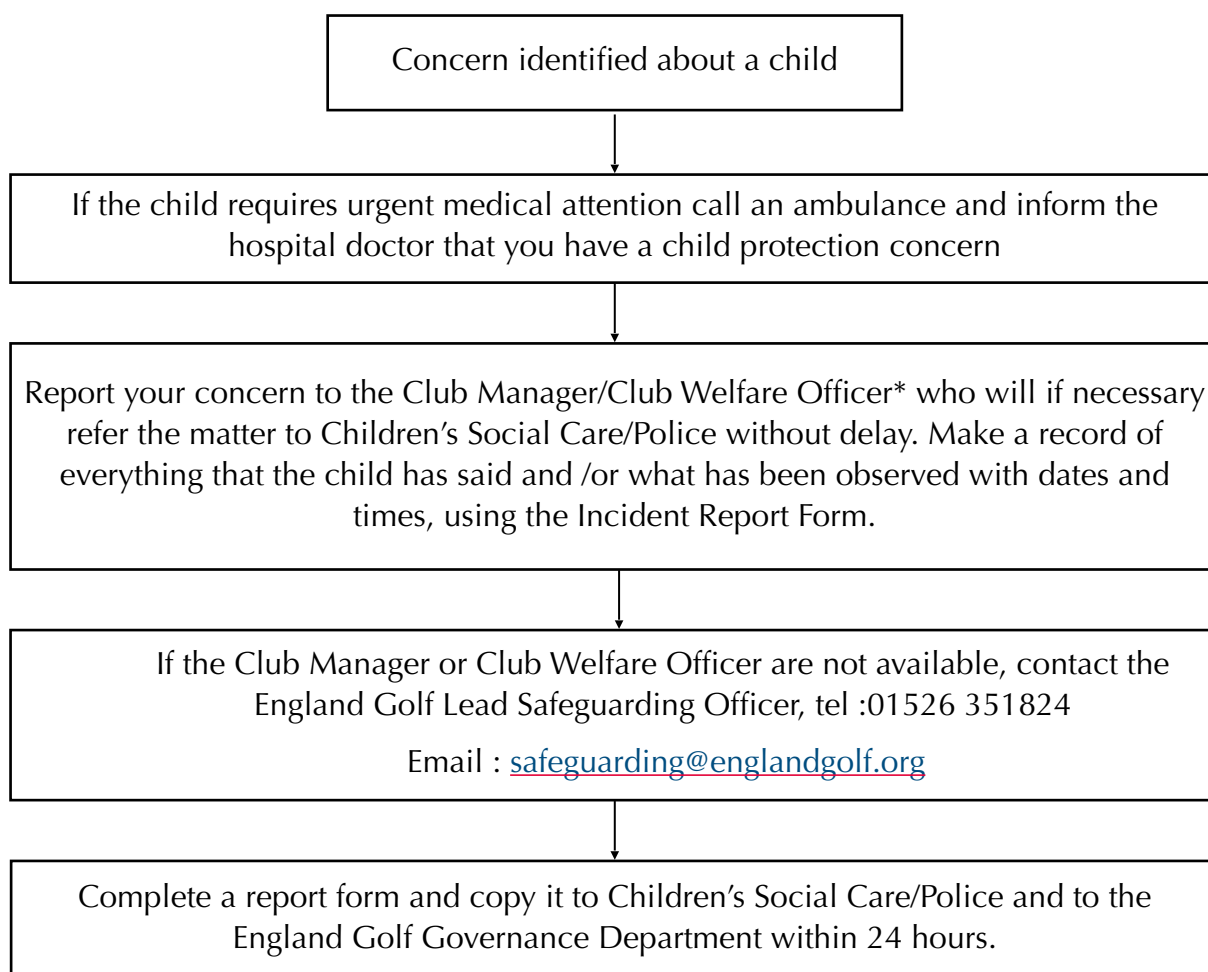 Concern identified about a child
If the child requires urgent medical attention call an ambulance and inform the
hospital doctor that you have a child protection concern
Report your concern to the Club Manager/Club Welfare Officer* who will if necessary
refer the matter to Children’s Social Care/Police without delay. Make a record of
everything that the child has said and /or what has been observed with dates and
times, using the Incident Report Form.
If the Club Manager or Club Welfare Officer are not available, contact the
England Golf Lead Safeguarding Officer, tel :01526 351824
Email : safeguarding@englandgolf.org
Complete a report form and copy it to Children’s Social Care/Police and to the
England Golf Governance Department within 24 hours.